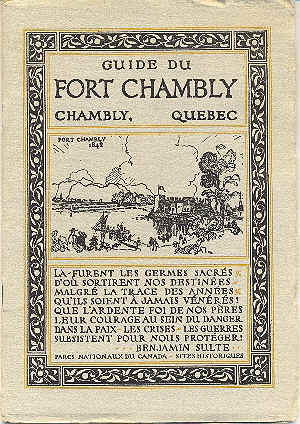 GUIDE DU
FORT CHAMBLY
CHAMBLY, QUEBEC
FORT CHAMBLY
1842
LA-FURENT LES GERMES SACRÉS
D'OÙ SORTIRENT NOS DESTINÉES
MALGRÉ LA TRACE DES ANNÉES
QU'ILS SOIENT À JAMAIS VÉNÉRÉS!
QUE L'ARDENTE FOI DE NOS PÈRES
LEUR COURAGE AU SEIN DU DANGER
DANS LA PAIX - LES CRISES - LES GUERRES
SUBSISTENT POUR NOUS PROTÉGER!
BENJAMIN SULTE
PARCS NATIONAUX DU CANADA - SITES HISTORIQUES